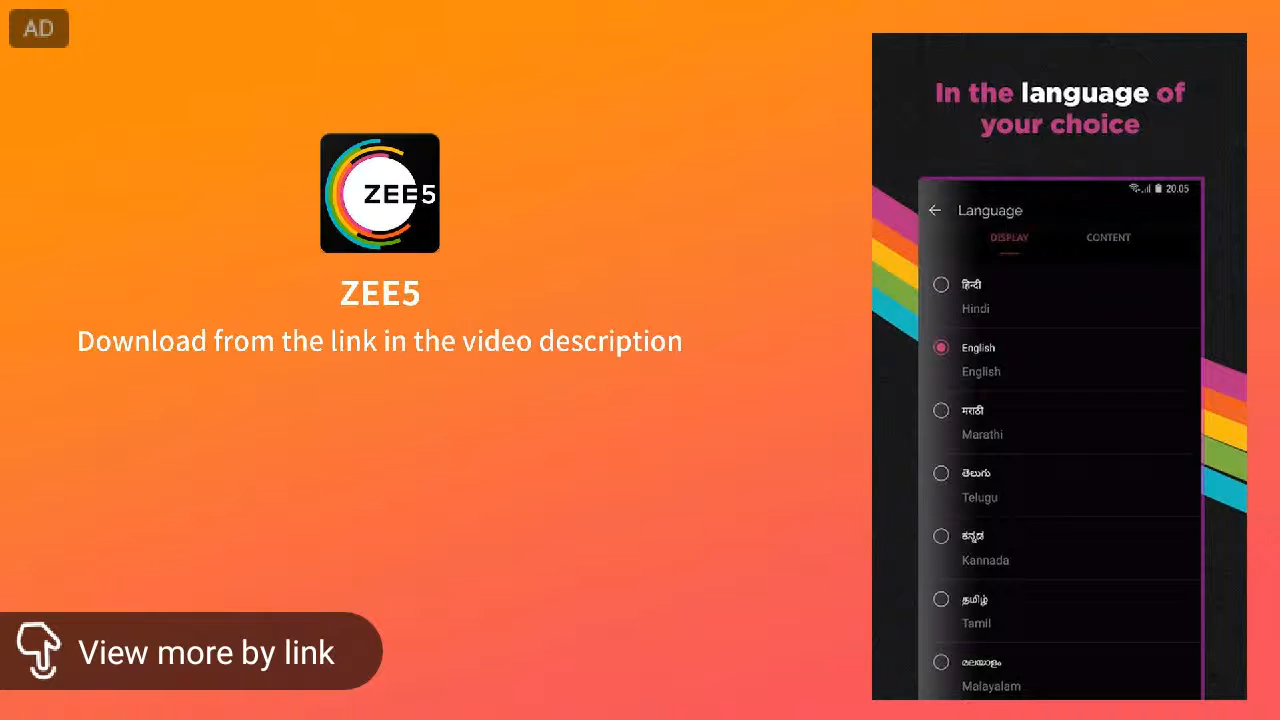 AD
ZEE5
ZEE5
Download from the link in the video description
View more by link
In the language of
your choice
20.05
Language
DISPLAY CONTENT
हिन्दी
Hindi
English
English
मराठी
Marathi
తెలుగు
Telugu
ಕನ್ನಡ
Kannada
தமிழ்
Tamil
മലയാളം
Malayalam